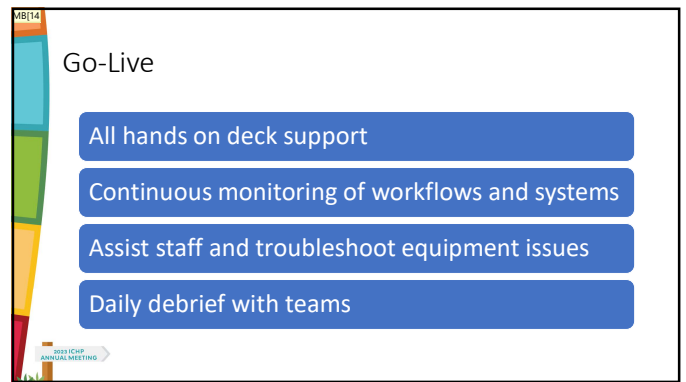 MB[14
Go-Live
All hands on deck support
Continuous monitoring of workflows and systems
Assist staff and troubleshoot equipment issues
Daily debrief with teams
2023 ICHP
ANNUAL MEETING